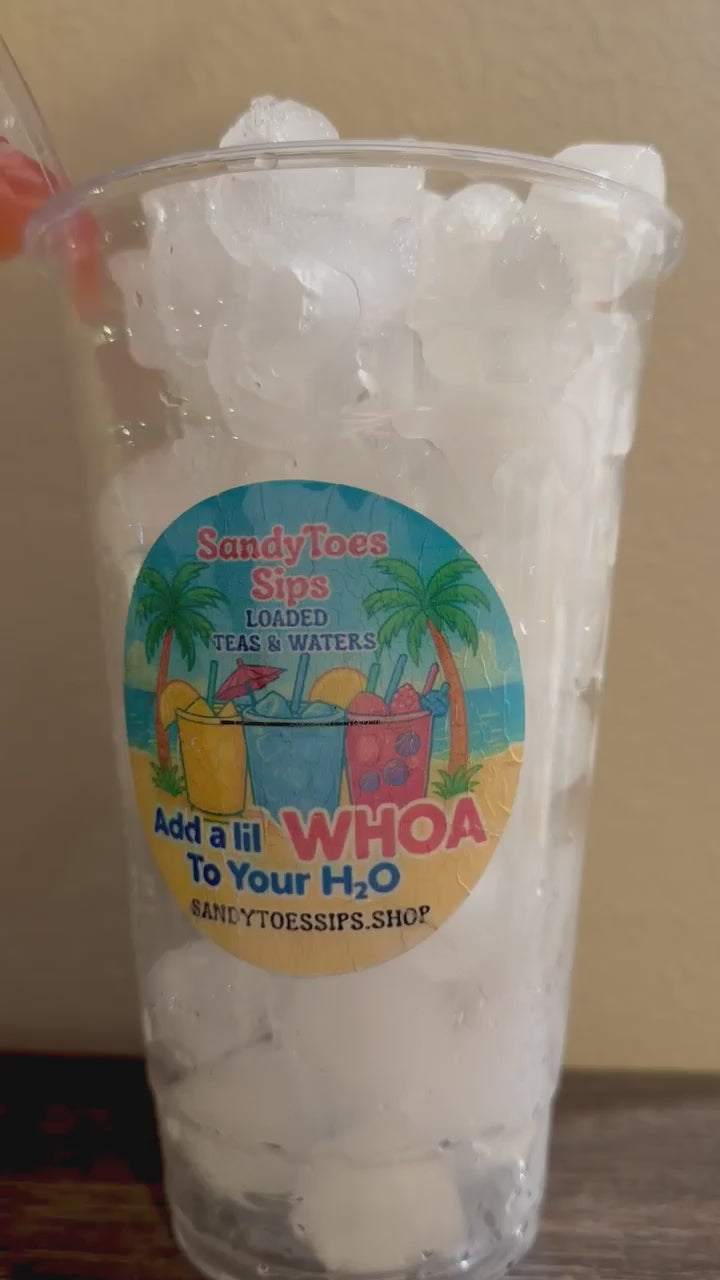 SandyToes
Sips
LOADED
TEAS & WATERS
Add a lil WHOA
To Your H₂O
SANDYTOESSIPS.SHOP